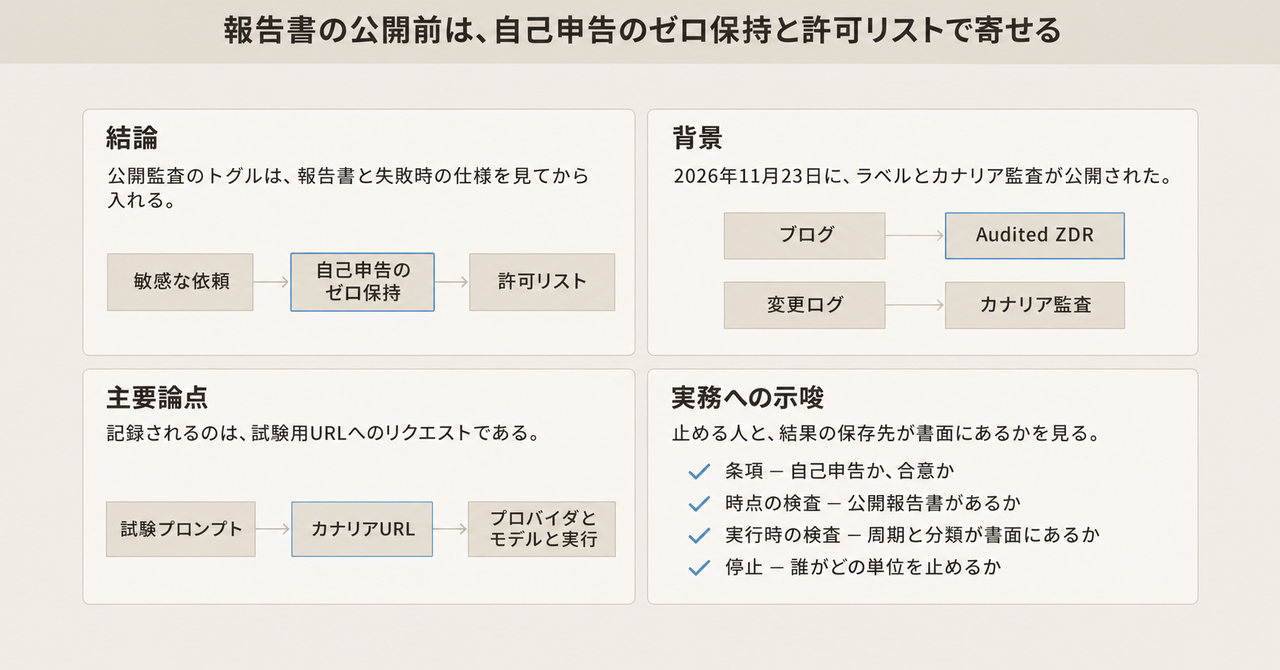 報告書の公開前は、自己申告のゼロ保持と許可リストで寄せる
結論
公開監査のトグルは、報告書と失敗時の仕様を見てから
入れる。
敏感な依頼
自己申告の
ゼロ保持
許可リスト
背景
2026年11月23日に、ラベルとカナリア監査が公開された。
ブログ
Audited ZDR
変更ログ
カナリア監査
主要論点
記録されるのは、試験用URLへのリクエストである。
試験プロンプト
カナリアURL
プロバイダと
モデルと実行
実務への示唆
止める人と、結果の保存先が書面にあるかを見る。
条項 — 自己申告か、合意か
時点の検査 — 公開報告書があるか
実行時の検査 — 周期と分類が書面にあるか
停止 — 誰がどの単位を止めるか